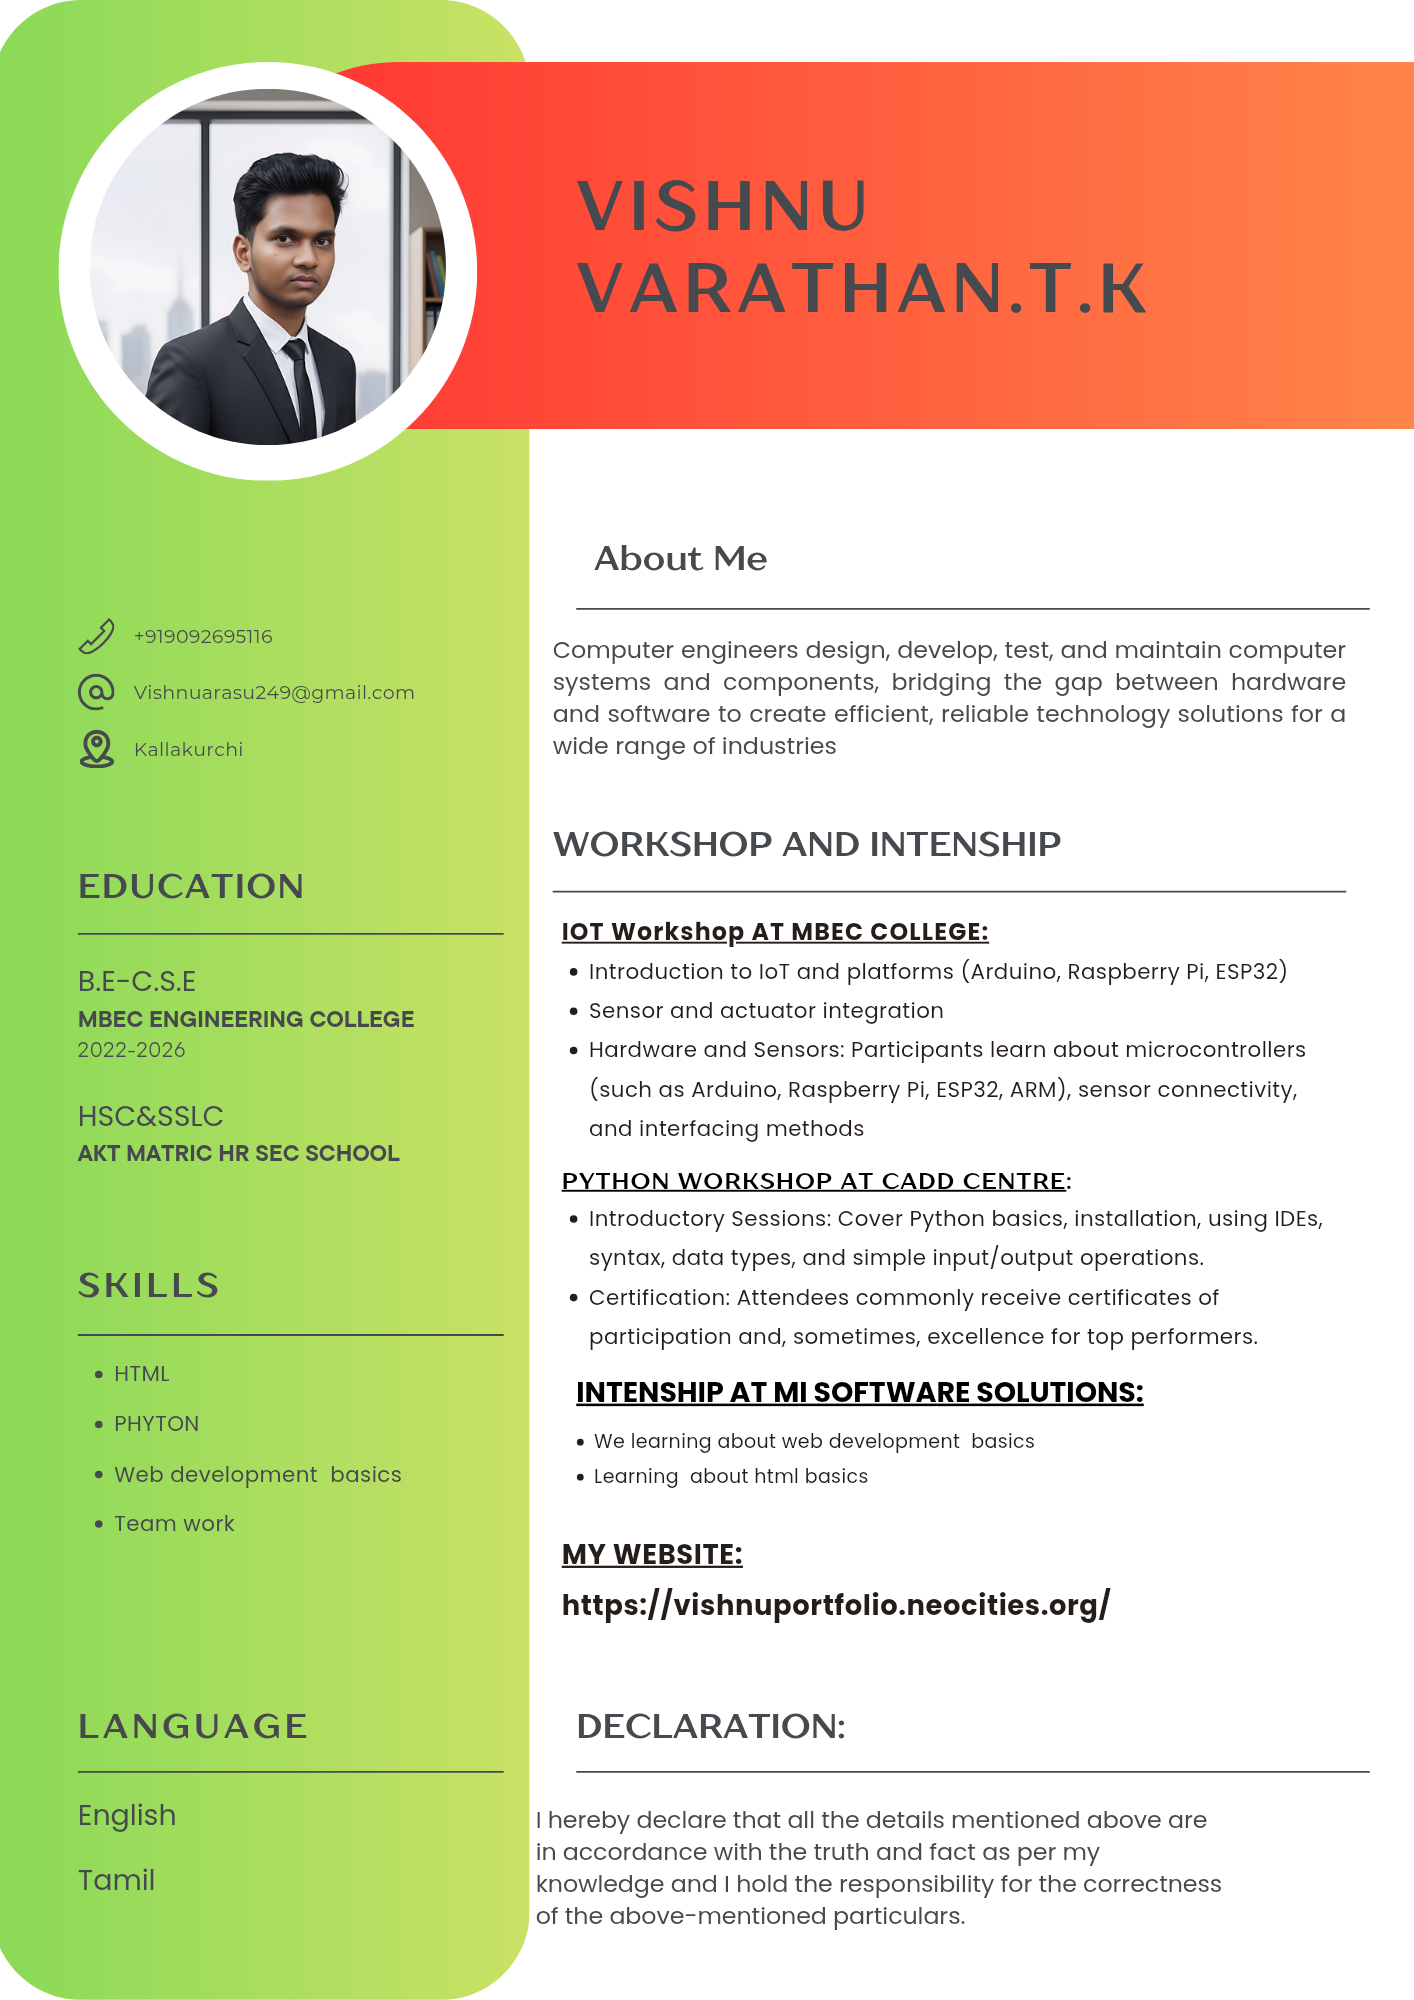 VISHNU
VARATHAN.T.K
+919092695116
Vishnuarasu249@gmail.com
Kallakurchi
EDUCATION
B.E-C.S.E
MBEC ENGINEERING COLLEGE
2022-2026
HSC&SSLC
AKT MATRIC HR SEC SCHOOL
SKILLS
HTML
PHYTON
Web development basics
Team work
LANGUAGE
English
Tamil
About Me
Computer engineers design, develop, test, and maintain computer
systems and components, bridging the gap between hardware
and software to create efficient, reliable technology solutions for a
wide range of industries
WORKSHOP AND INTENSHIP
IOT Workshop AT MBEC COLLEGE:
Introduction to IoT and platforms (Arduino, Raspberry Pi, ESP32)
Sensor and actuator integration
Hardware and Sensors: Participants learn about microcontrollers
(such as Arduino, Raspberry Pi, ESP32, ARM), sensor connectivity,
and interfacing methods
PYTHON WORKSHOP AT CADD CENTRE:
Introductory Sessions: Cover Python basics, installation, using IDEs,
syntax, data types, and simple input/output operations.
Certification: Attendees commonly receive certificates of
participation and, sometimes, excellence for top performers.
INTENSHIP AT MI SOFTWARE SOLUTIONS:
We learning about web development basics
Learning about html basics
MY WEBSITE:
https://vishnuportfolio.neocities.org/
DECLARATION:
I hereby declare that all the details mentioned above are
in accordance with the truth and fact as per my
knowledge and I hold the responsibility for the correctness
of the above-mentioned particulars.